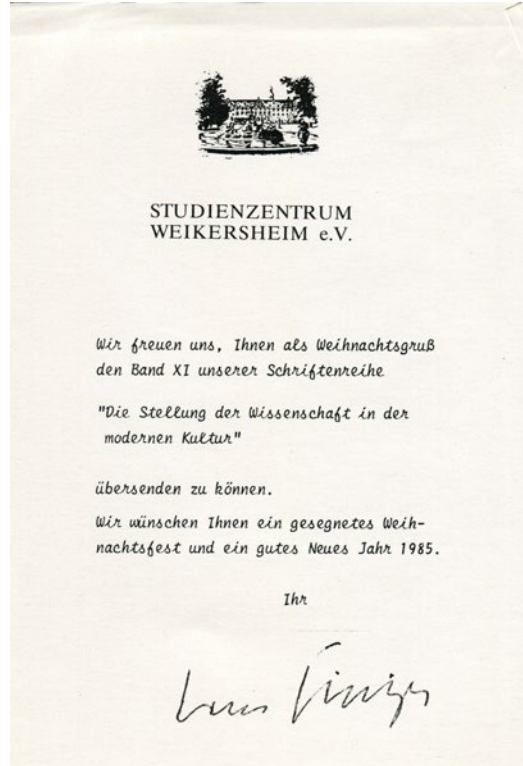 STUDIENZENTRUM
WEIKERSHEIM e.V.
Wir freuen uns, Ihnen als Weihnachtsgruß
den Band XI unserer Schriftenreihe
"Die Stellung der Wissenschaft in der
modernen Kultur"
übersenden zu können.
Wir wünschen Ihnen ein gesegnetes Weih-
nachtsfest und ein gutes Neues Jahr 1985.
Ihr